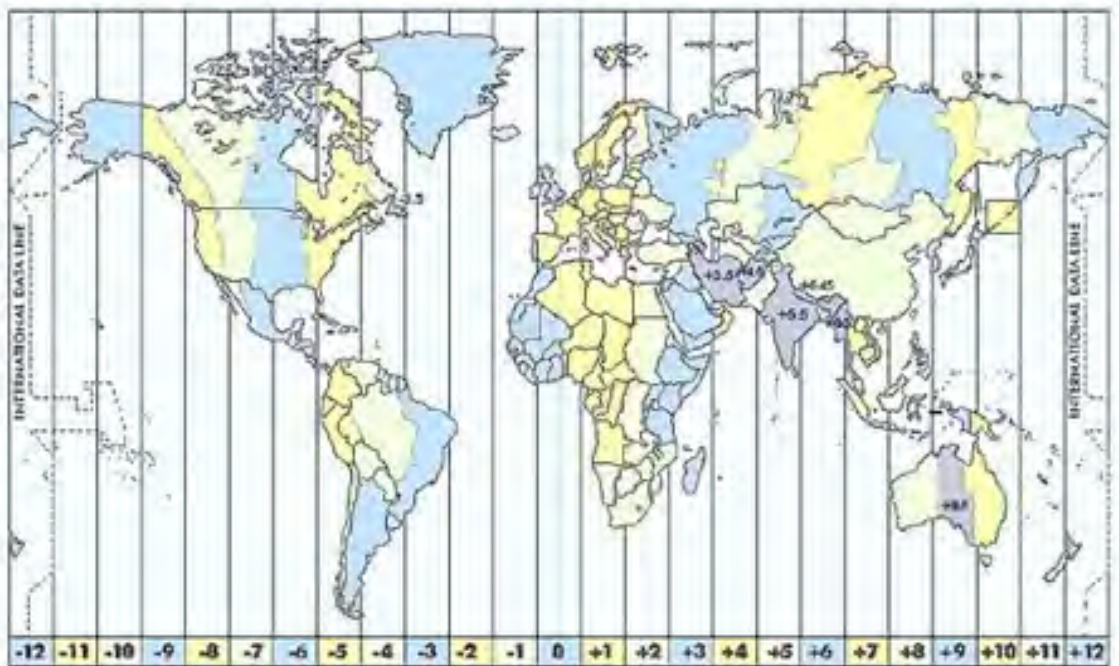 INTERNATIONAL DATA LINE
INTERNATIONAL DATA LINE
+3.5
+4.5
+5.45
+5.5
-12 -11 -10 -9 -8 -7 -6 -5 -4 -3 -2 -1 0 +1 +2 +3 +4 +5 +6 +7 +8 +9 +10 +11 +12